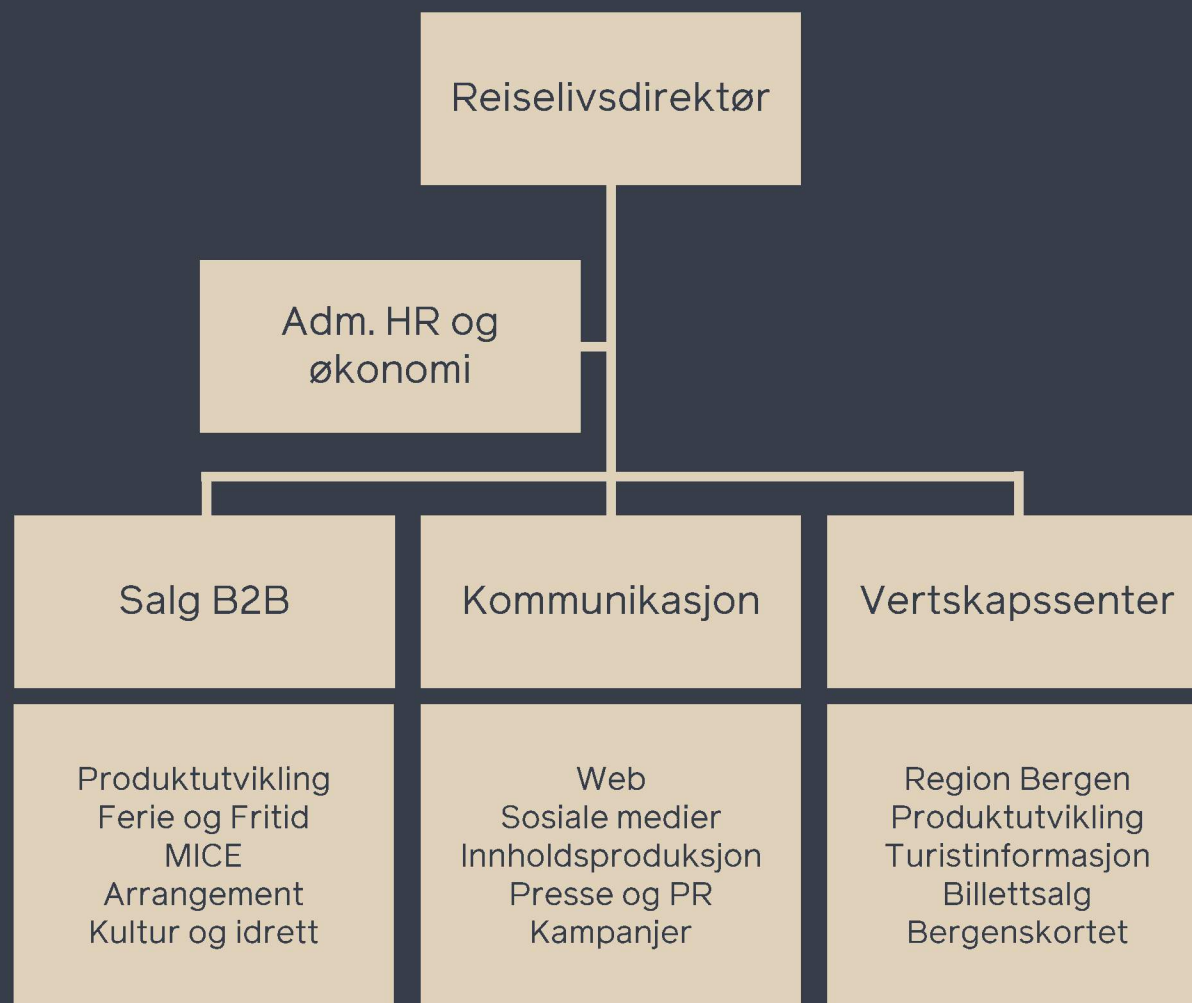 Reiselivsdirektør
Adm. HR og
økonomi
Salg B2B
Kommunikasjon
Vertskapssenter
Produktutvikling
Ferie og Fritid
MICE
Arrangement
Kultur og idrett
Web
Sosiale medier
Innholdsproduksjon
Presse og PR
Kampanjer
Region Bergen
Produktutvikling
Turistinformasjon
Billettsalg
Bergenskortet